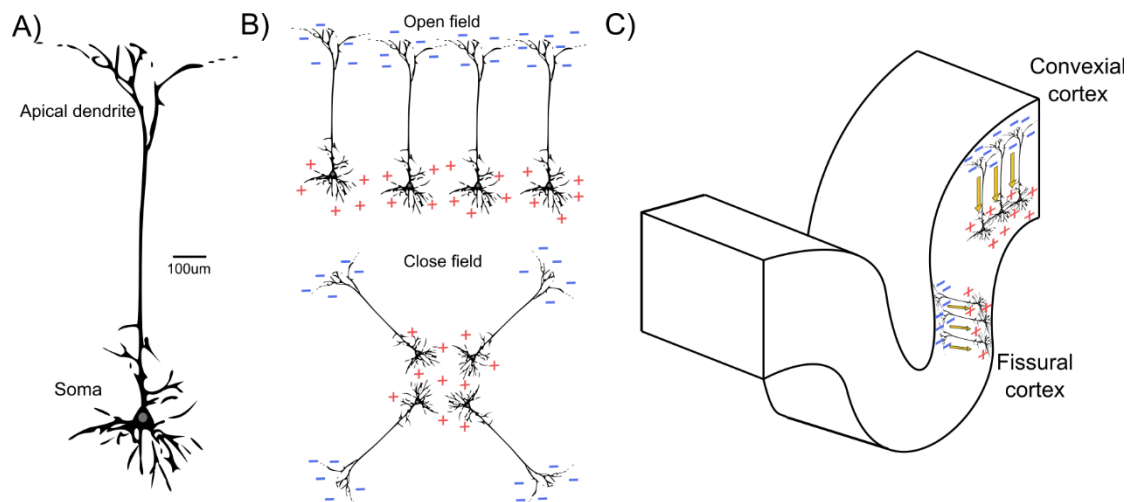 A)
Apical dendrite
100um
Soma
B)
Open field
Close field
C)
Convexial
cortex
Fissural
cortex